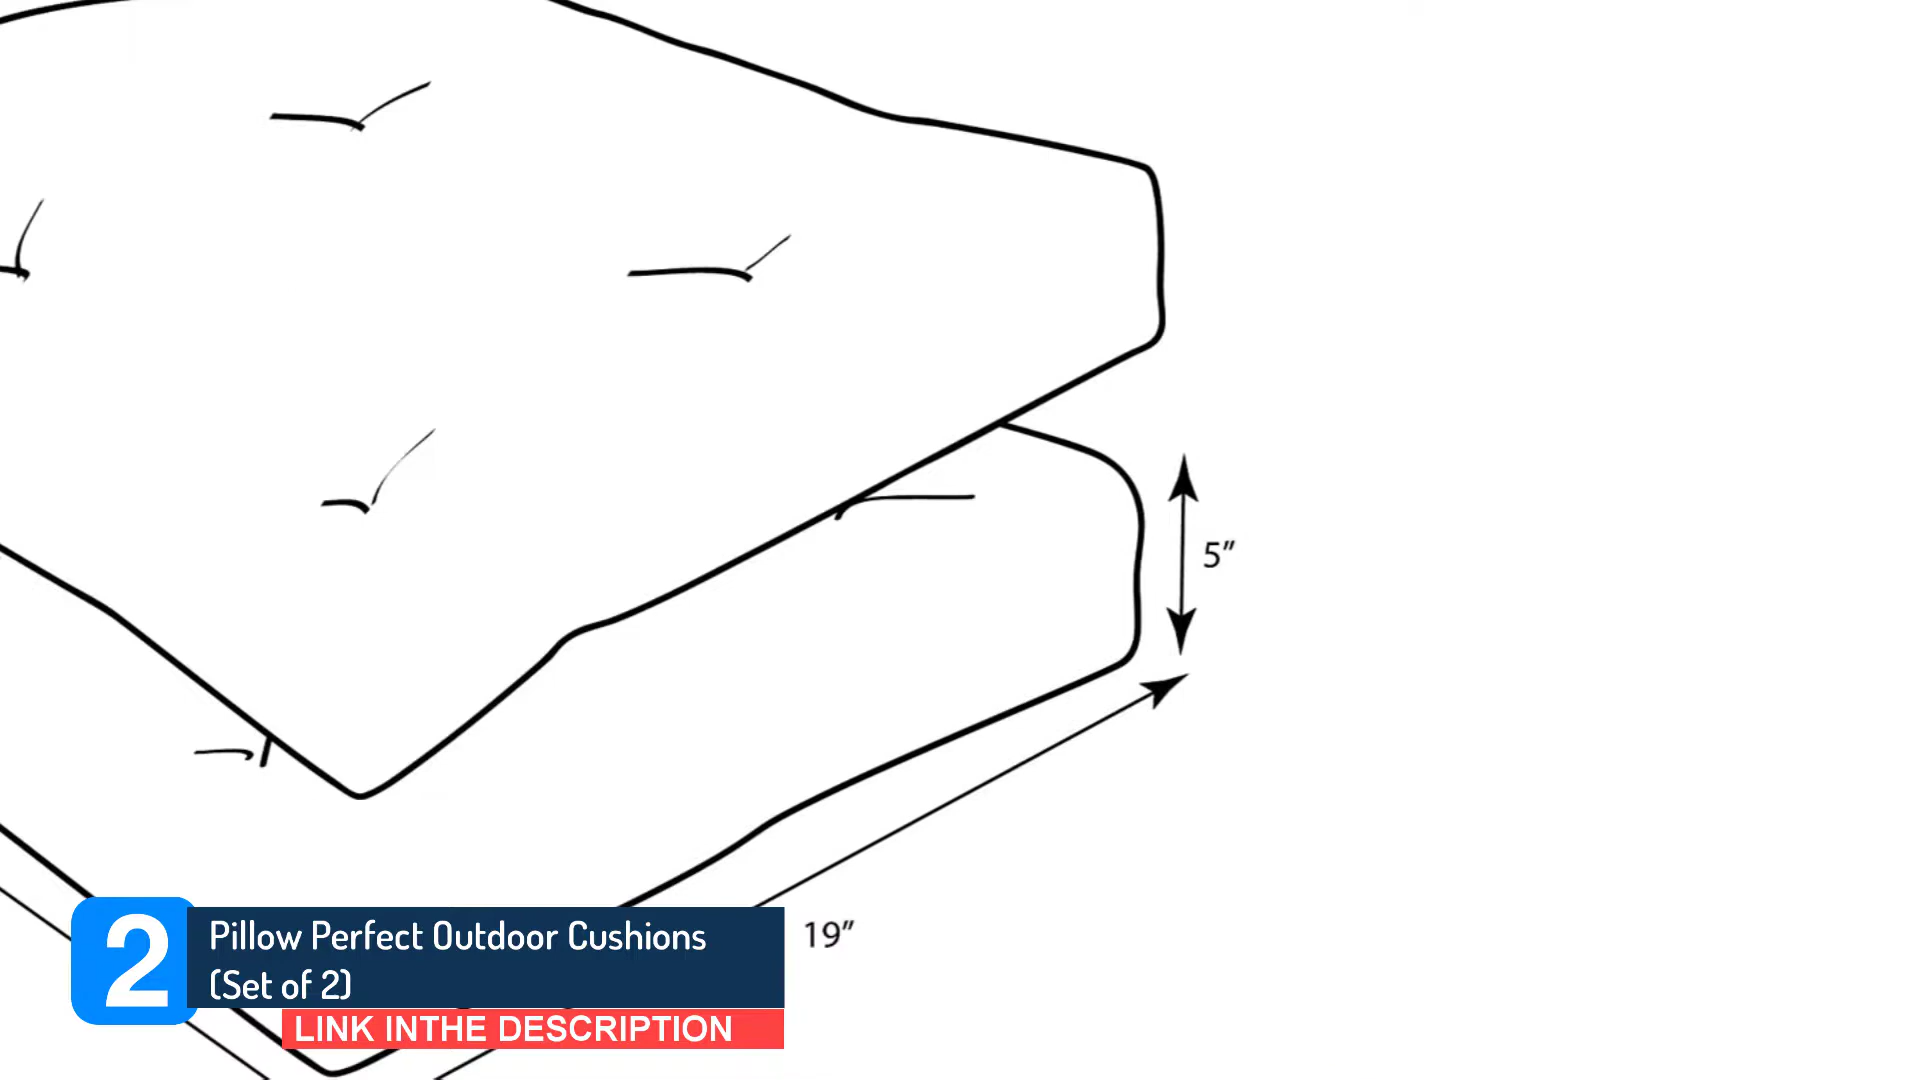 5”
19”
2
Pillow Perfect Outdoor Cushions
(Set of 2)
LINK INTHE DESCRIPTION